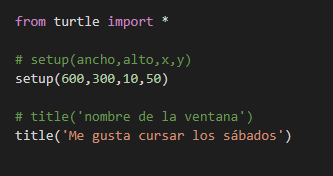 from turtle import *
# setup(ancho,alto,x,y)
setup(600,300,10,50)
# title('nombre de la ventana')
title('Me gusta cursar los sábados')